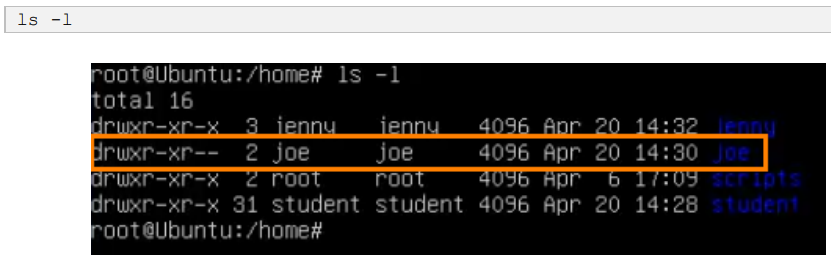 ls -l
root@Ubuntu:/home# ls -l
total 16
drwxr-xr-x 3 jenny jenny 4096 Apr 20 14:32 jenny
drwxr-xr-- 2 joe joe 4096 Apr 20 14:30 joe
drwxr-xr-x 2 root root 4096 Apr 6 17:09 scripts
drwxr-xr-x 31 student student 4096 Apr 20 14:28 student
root@Ubuntu:/home#